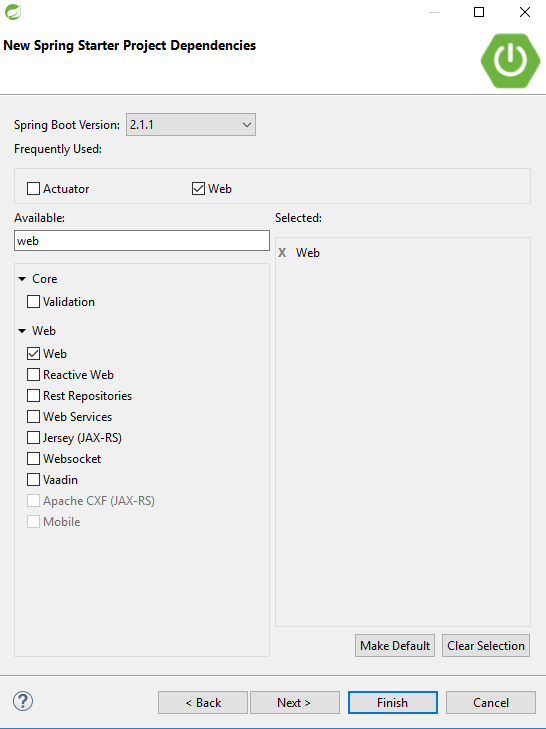 New Spring Starter Project Dependencies
Spring Boot Version: 2.1.1
Frequently Used:
Actuator Web
Available: Selected:
web
X Web
Core
Validation
Web
Web
Reactive Web
Rest Repositories
Web Services
Jersey (JAX-RS)
Websocket
Vaadin
Apache CXF (JAX-RS)
Mobile
Make Default Clear Selection
? < Back Next > Finish Cancel